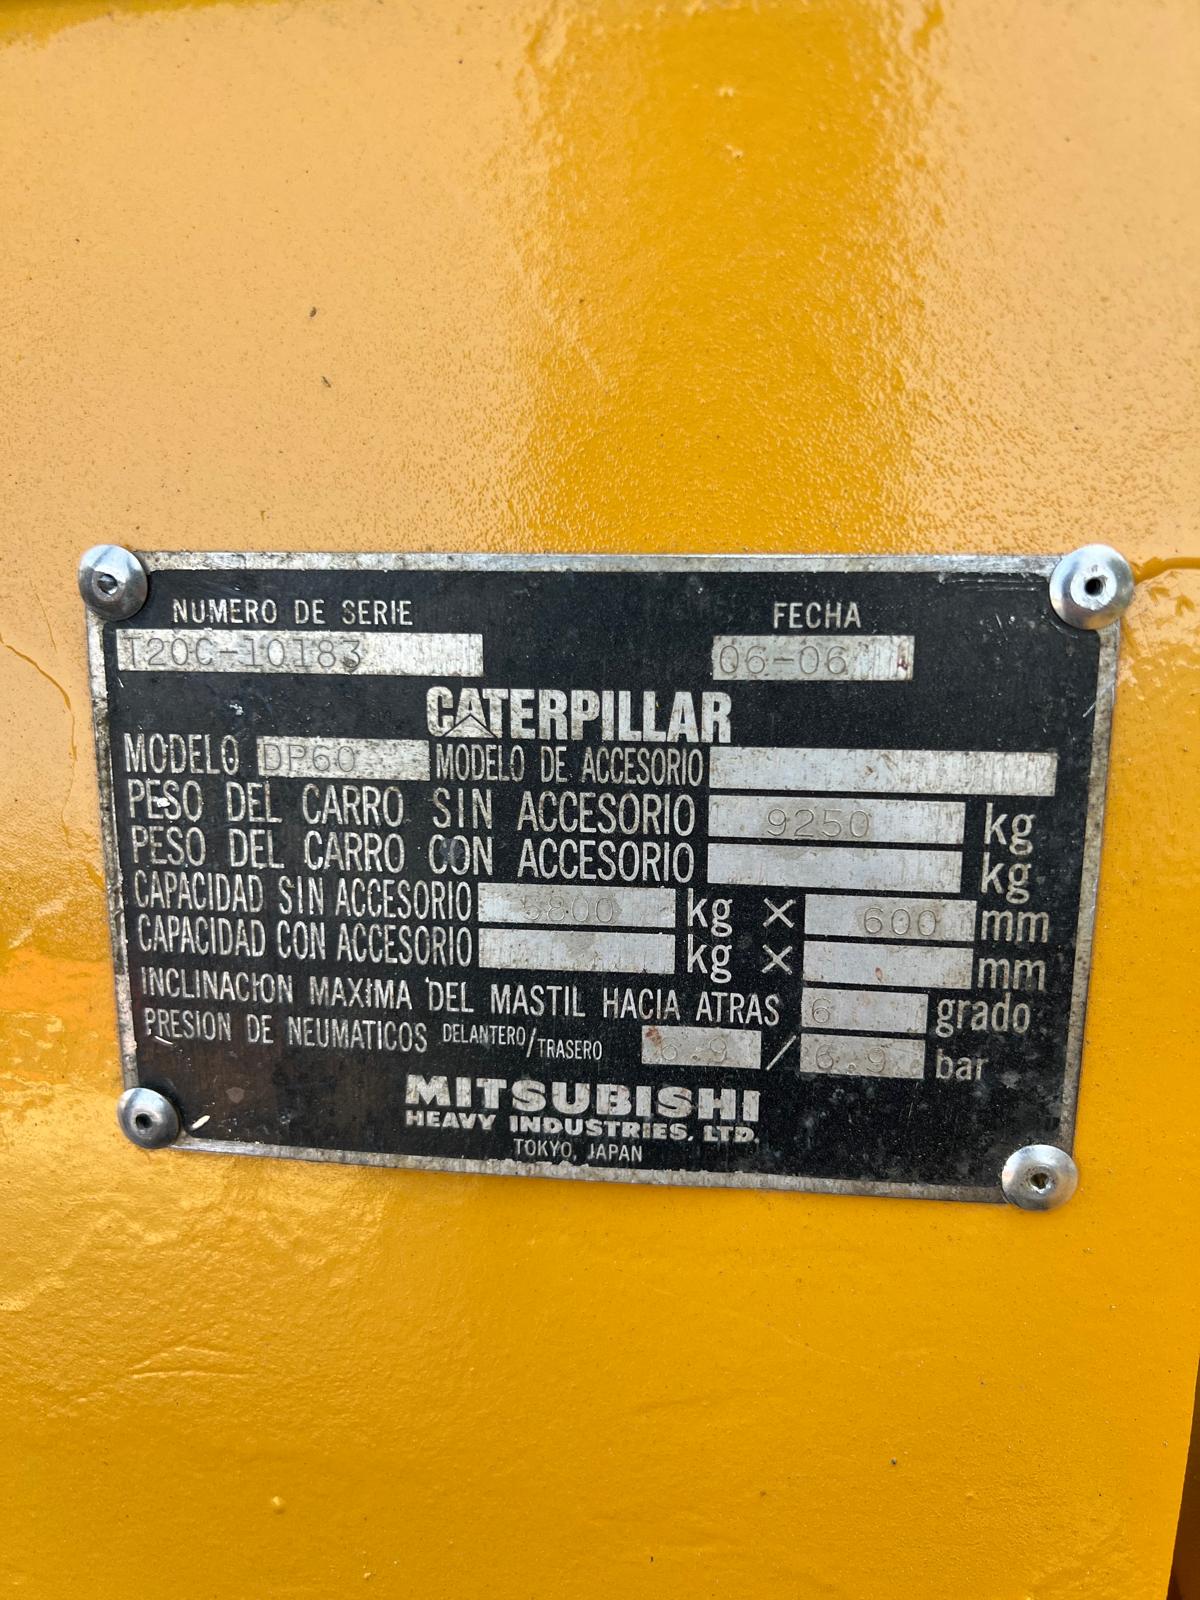 NUMERO DE SERIE FECHA
T20C-10183 06-06
CATERPILLAR
MODELO DP60 MODELO DE ACCESORIO
PESO DEL CARRO SIN ACCESORIO 9250 kg
PESO DEL CARRO CON ACCESORIO kg
CAPACIDAD SIN ACCESORIO 5800 kg X 600 mm
CAPACIDAD CON ACCESORIO kg X mm
INCLINACION MAXIMA DEL MASTIL HACIA ATRAS 6 grado
PRESION DE NEUMATICOS DELANTERO/TRASERO 6.9 / 6.9 bar
MITSUBISHI
HEAVY INDUSTRIES, LTD.
TOKYO, JAPAN